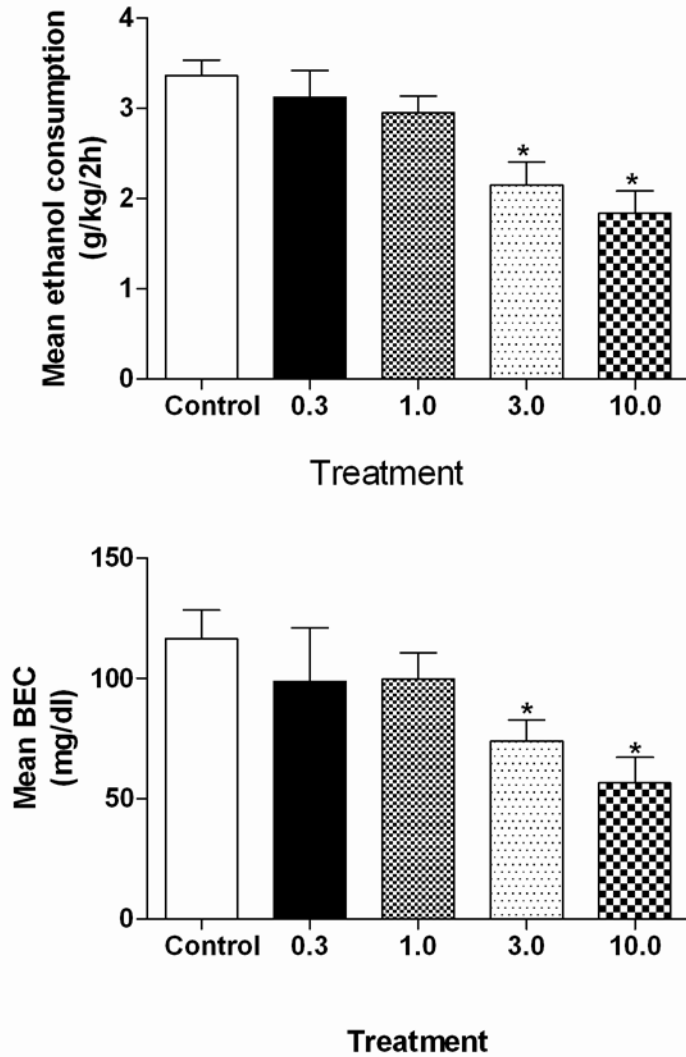 Mean ethanol consumption
(g/kg/2h)
4
3
2
1
0
* *
Control 0.3 1.0 3.0 10.0
Treatment
Mean BEC
(mg/dl)
150
100
50
0
* *
Control 0.3 1.0 3.0 10.0
Treatment